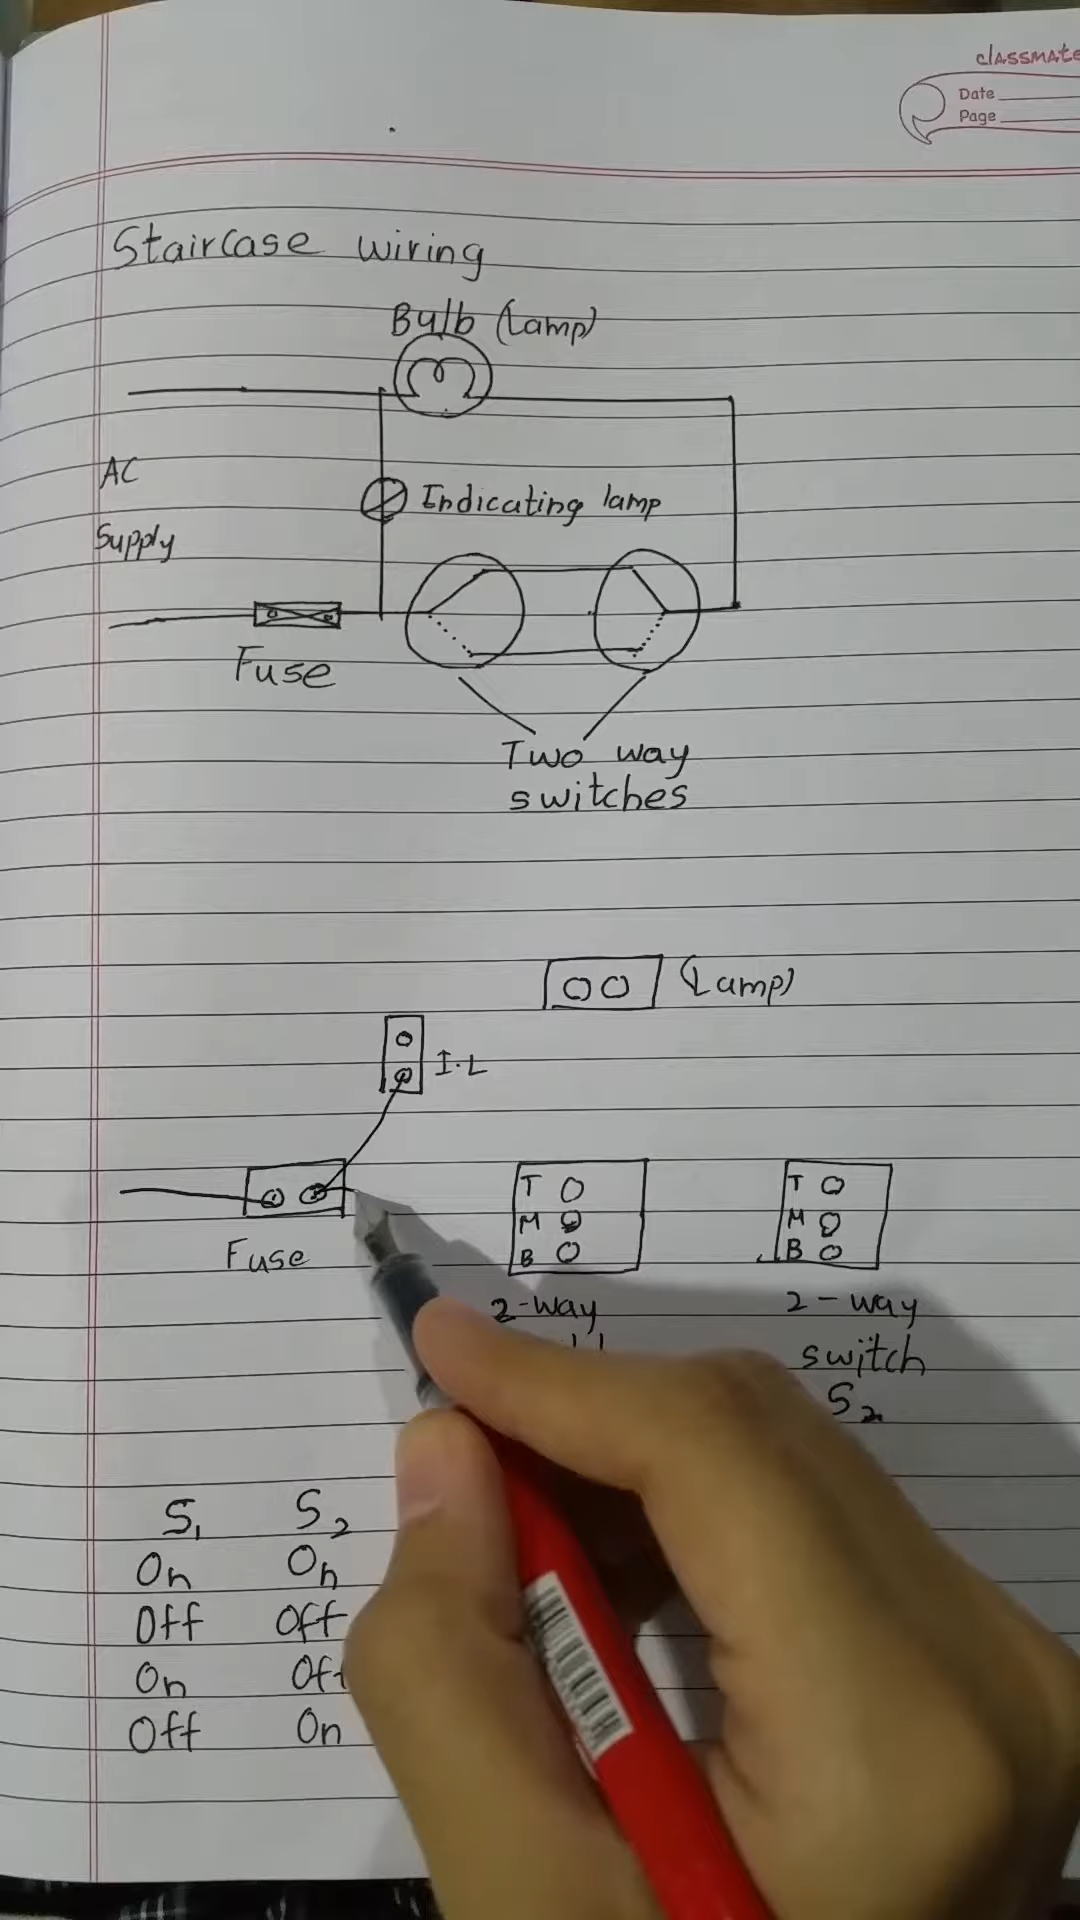 classmate
Date
Page
Staircase wiring
Bulb (Lamp)
AC
Supply
Indicating lamp
Fuse
Two way
switches
(Lamp)
I.L
T
M
B
T
M
B
Fuse
2-way
2-way
switch
S2
S1 S2
On On
Off Off
On Off
Off On